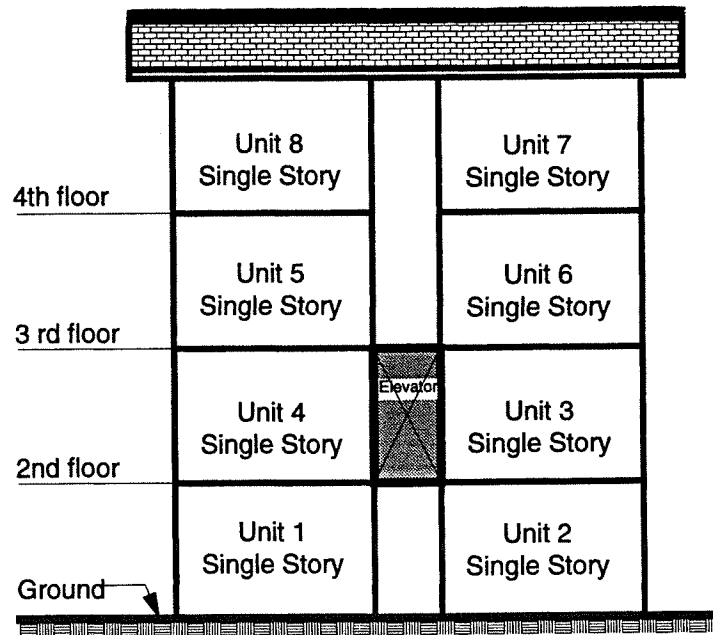 Unit 8
Single Story
Unit 7
Single Story
4th floor
Unit 5
Single Story
Unit 6
Single Story
3 rd floor
Elevator
Unit 4
Single Story
Unit 3
Single Story
2nd floor
Unit 1
Single Story
Unit 2
Single Story
Ground